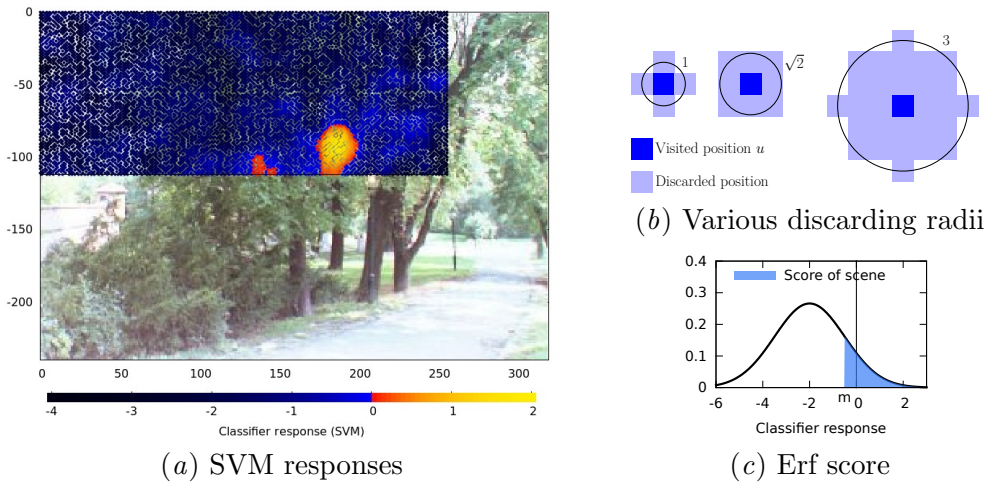 0
-50
-100
-150
-200
0 50 100 150 200 250 300
-4 -3 -2 -1 0 1 2
Classifier response (SVM)
(a) SVM responses
1
√2
3
Visited position u
Discarded position
(b) Various discarding radii
0.4
0.3
0.2
0.1
0
Score of scene
-6 -4 -2 m 0 2
Classifier response
(c) Erf score